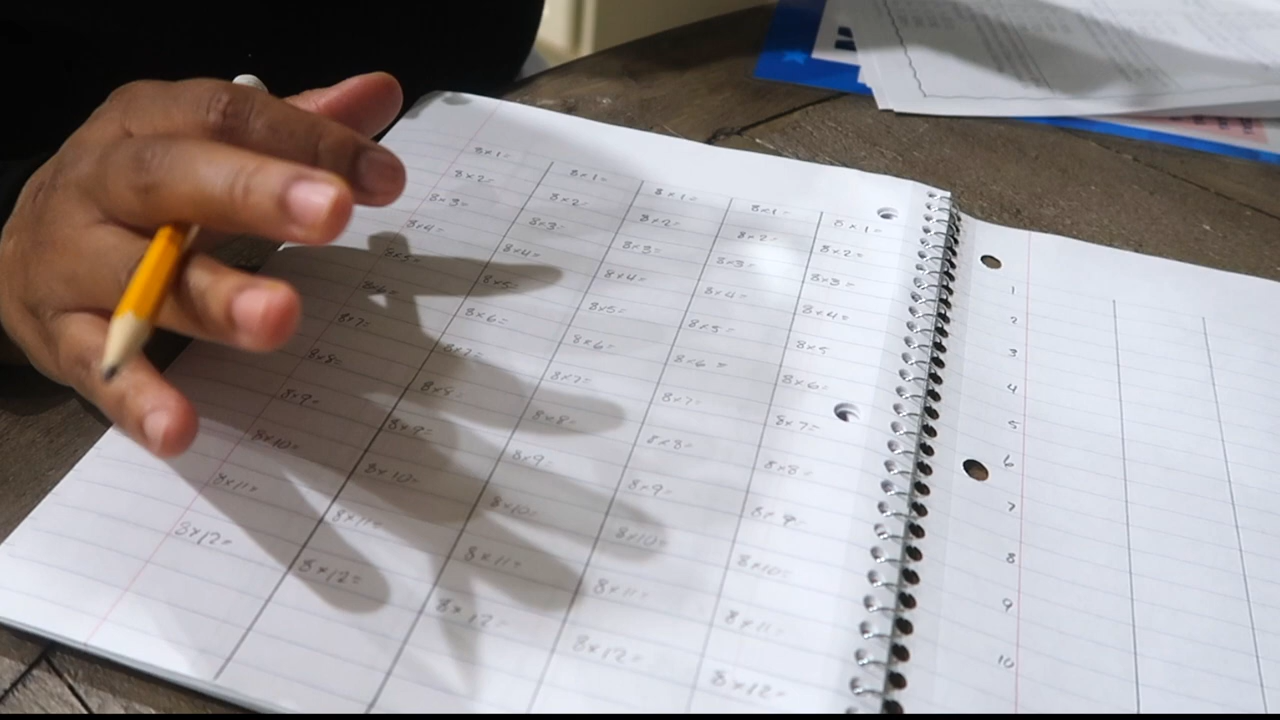 8x1=
8x2=
8x3=
8x4=
8x5=
8x6=
8x7=
8x8=
8x9=
8x10=
8x11=
8x12=
8x1=
8x2=
8x3=
8x4=
8x5=
8x6=
8x7=
8x8=
8x9=
8x10=
8x11=
8x12=
8x1=
8x2=
8x3=
8x4=
8x5=
8x6=
8x7=
8x8=
8x9=
8x10=
8x11=
8x12=
8x1=
8x2=
8x3=
8x4=
8x5=
8x6=
8x7=
8x8=
8x9=
8x10=
8x11=
8x12=
8x1=
8x2=
8x3=
8x4=
8x5
8x6=
8x7=
8x8=
8x9=
8x10=
8x11=
8x12=
1
2
3
4
5
6
7
8
9
10